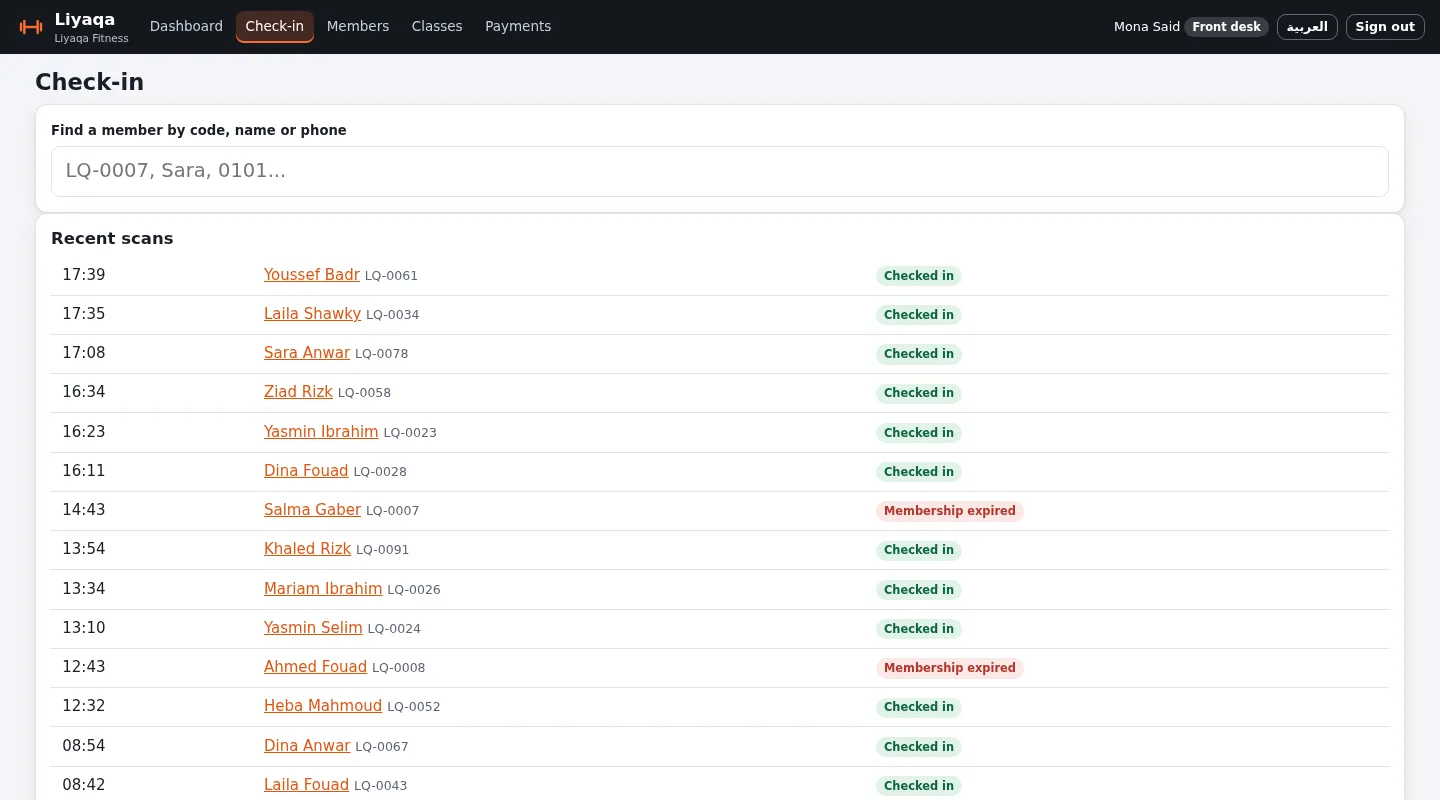 Liyaqa
Liyaqa Fitness
Dashboard Check-in Members Classes Payments
Mona Said Front desk العربية Sign out
Check-in
Find a member by code, name or phone
LQ-0007, Sara, 0101...
Recent scans
17:39 Youssef Badr LQ-0061 Checked in
17:35 Laila Shawky LQ-0034 Checked in
17:08 Sara Anwar LQ-0078 Checked in
16:34 Ziad Rizk LQ-0058 Checked in
16:23 Yasmin Ibrahim LQ-0023 Checked in
16:11 Dina Fouad LQ-0028 Checked in
14:43 Salma Gaber LQ-0007 Membership expired
13:54 Khaled Rizk LQ-0091 Checked in
13:34 Mariam Ibrahim LQ-0026 Checked in
13:10 Yasmin Selim LQ-0024 Checked in
12:43 Ahmed Fouad LQ-0008 Membership expired
12:32 Heba Mahmoud LQ-0052 Checked in
08:54 Dina Anwar LQ-0067 Checked in
08:42 Laila Fouad LQ-0043 Checked in